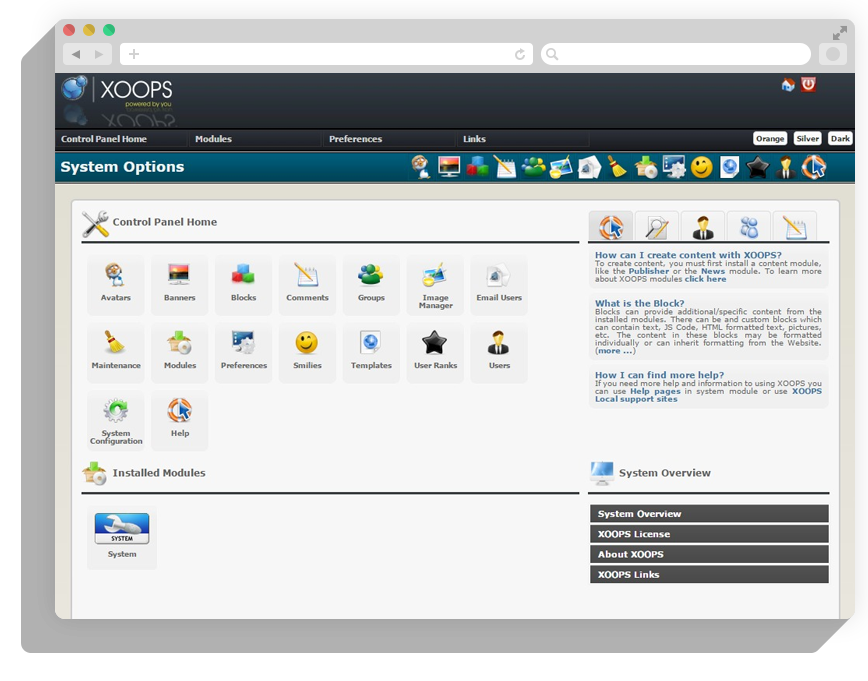 XOOPS
powered by you
Control Panel Home
Modules
Preferences
Links
Orange
Silver
Dark
System Options
Control Panel Home
Avatars
Banners
Blocks
Comments
Groups
Image
Manager
Email Users
Maintenance
Modules
Preferences
Smilies
Templates
User Ranks
Users
System
Configuration
Help
How can I create content with XOOPS?
To create content, you must first install a content module,
like the Publisher or the News module. To learn more
about XOOPS modules click here
What is the Block?
Blocks can provide additional/specific content from the
installed modules. There can be and custom blocks which
can contain text, JS Code, HTML formatted text, pictures,
etc. The content in these blocks may be formatted
individually or can inherit formatting from the Website.
(more ...)
How I can find more help?
If you need more help and information to using XOOPS you
can use Help pages in system module or use XOOPS
Local support sites
Installed Modules
SYSTEM
System
System Overview
System Overview
XOOPS License
About XOOPS
XOOPS Links